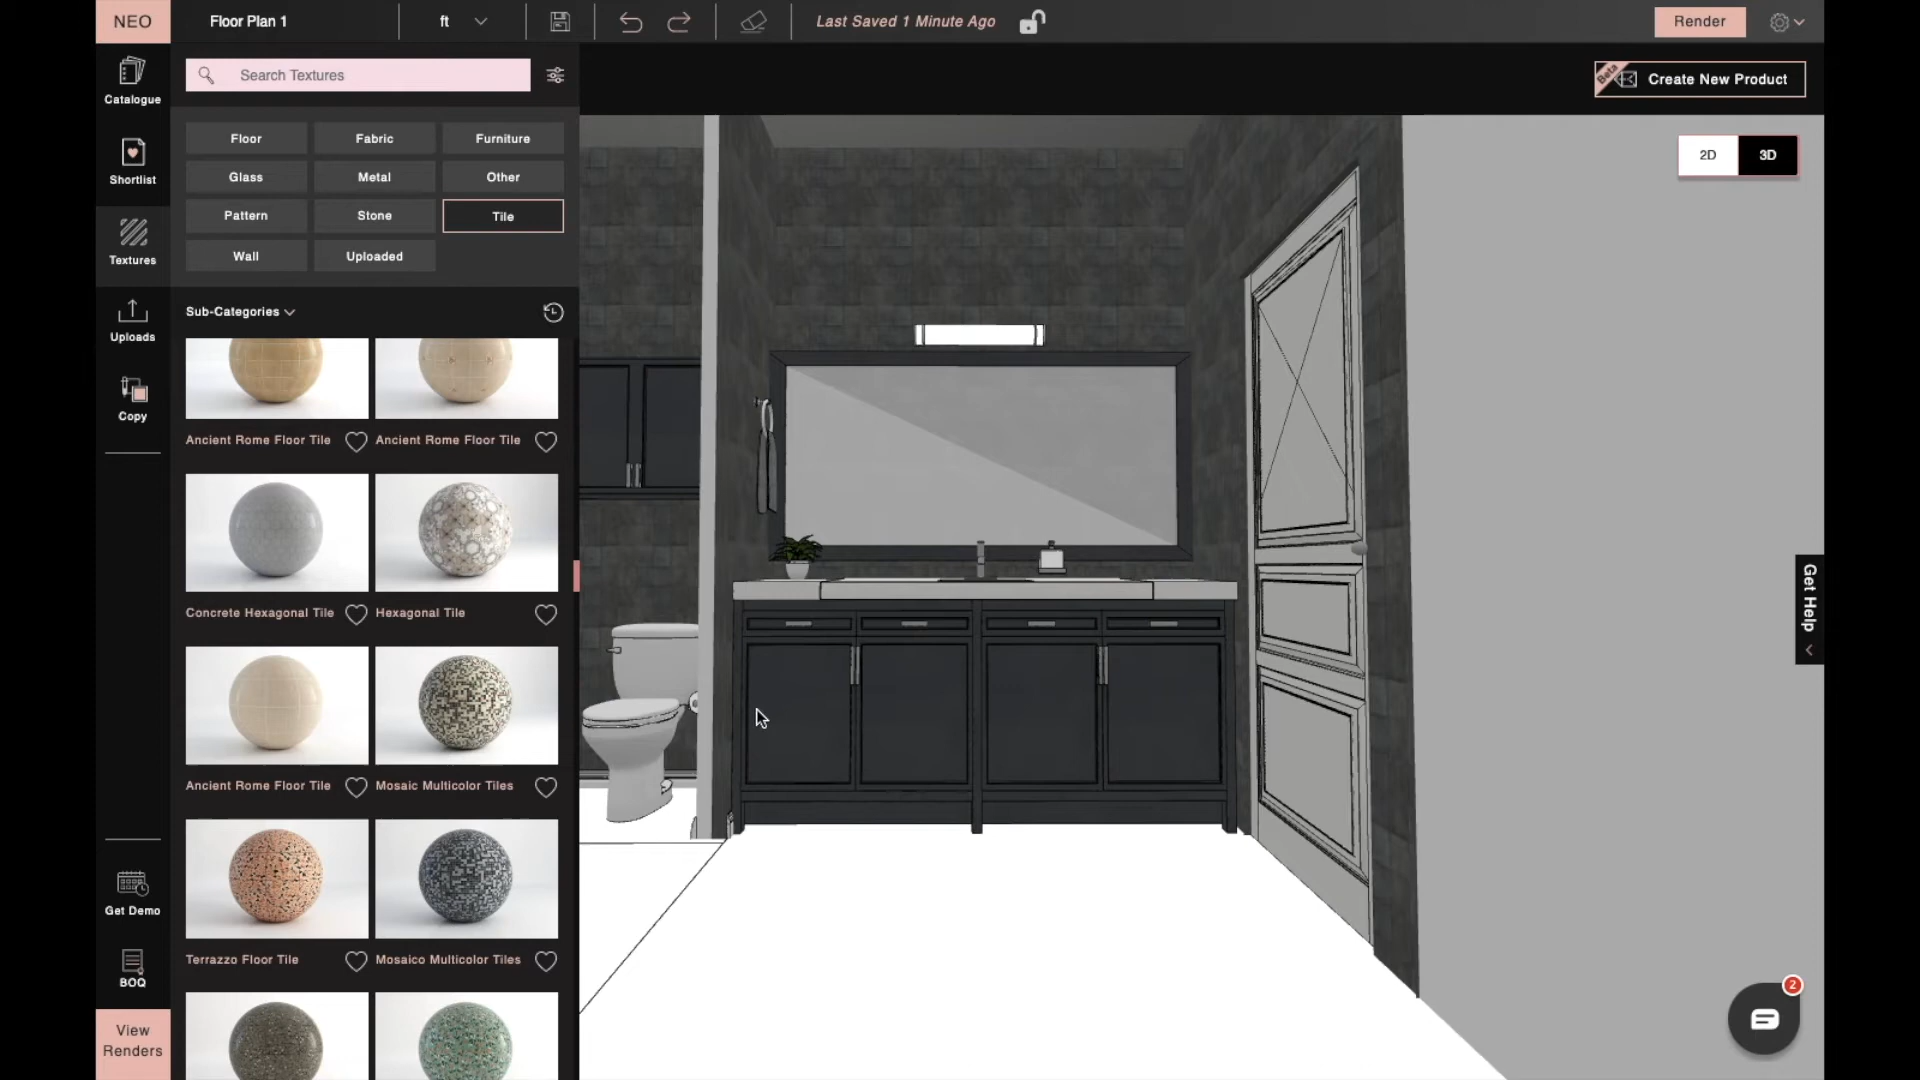 NEO
Floor Plan 1
ft
Last Saved 1 Minute Ago
Render
Catalogue
Shortlist
Textures
Uploads
Copy
Get Demo
BOQ
View
Renders
Search Textures
Floor
Fabric
Furniture
Glass
Metal
Other
Pattern
Stone
Tile
Wall
Uploaded
Sub-Categories
Ancient Rome Floor Tile
Ancient Rome Floor Tile
Concrete Hexagonal Tile
Hexagonal Tile
Ancient Rome Floor Tile
Mosaic Multicolor Tiles
Terrazzo Floor Tile
Mosaico Multicolor Tiles
Beta
Create New Product
2D
3D
Get Help
2